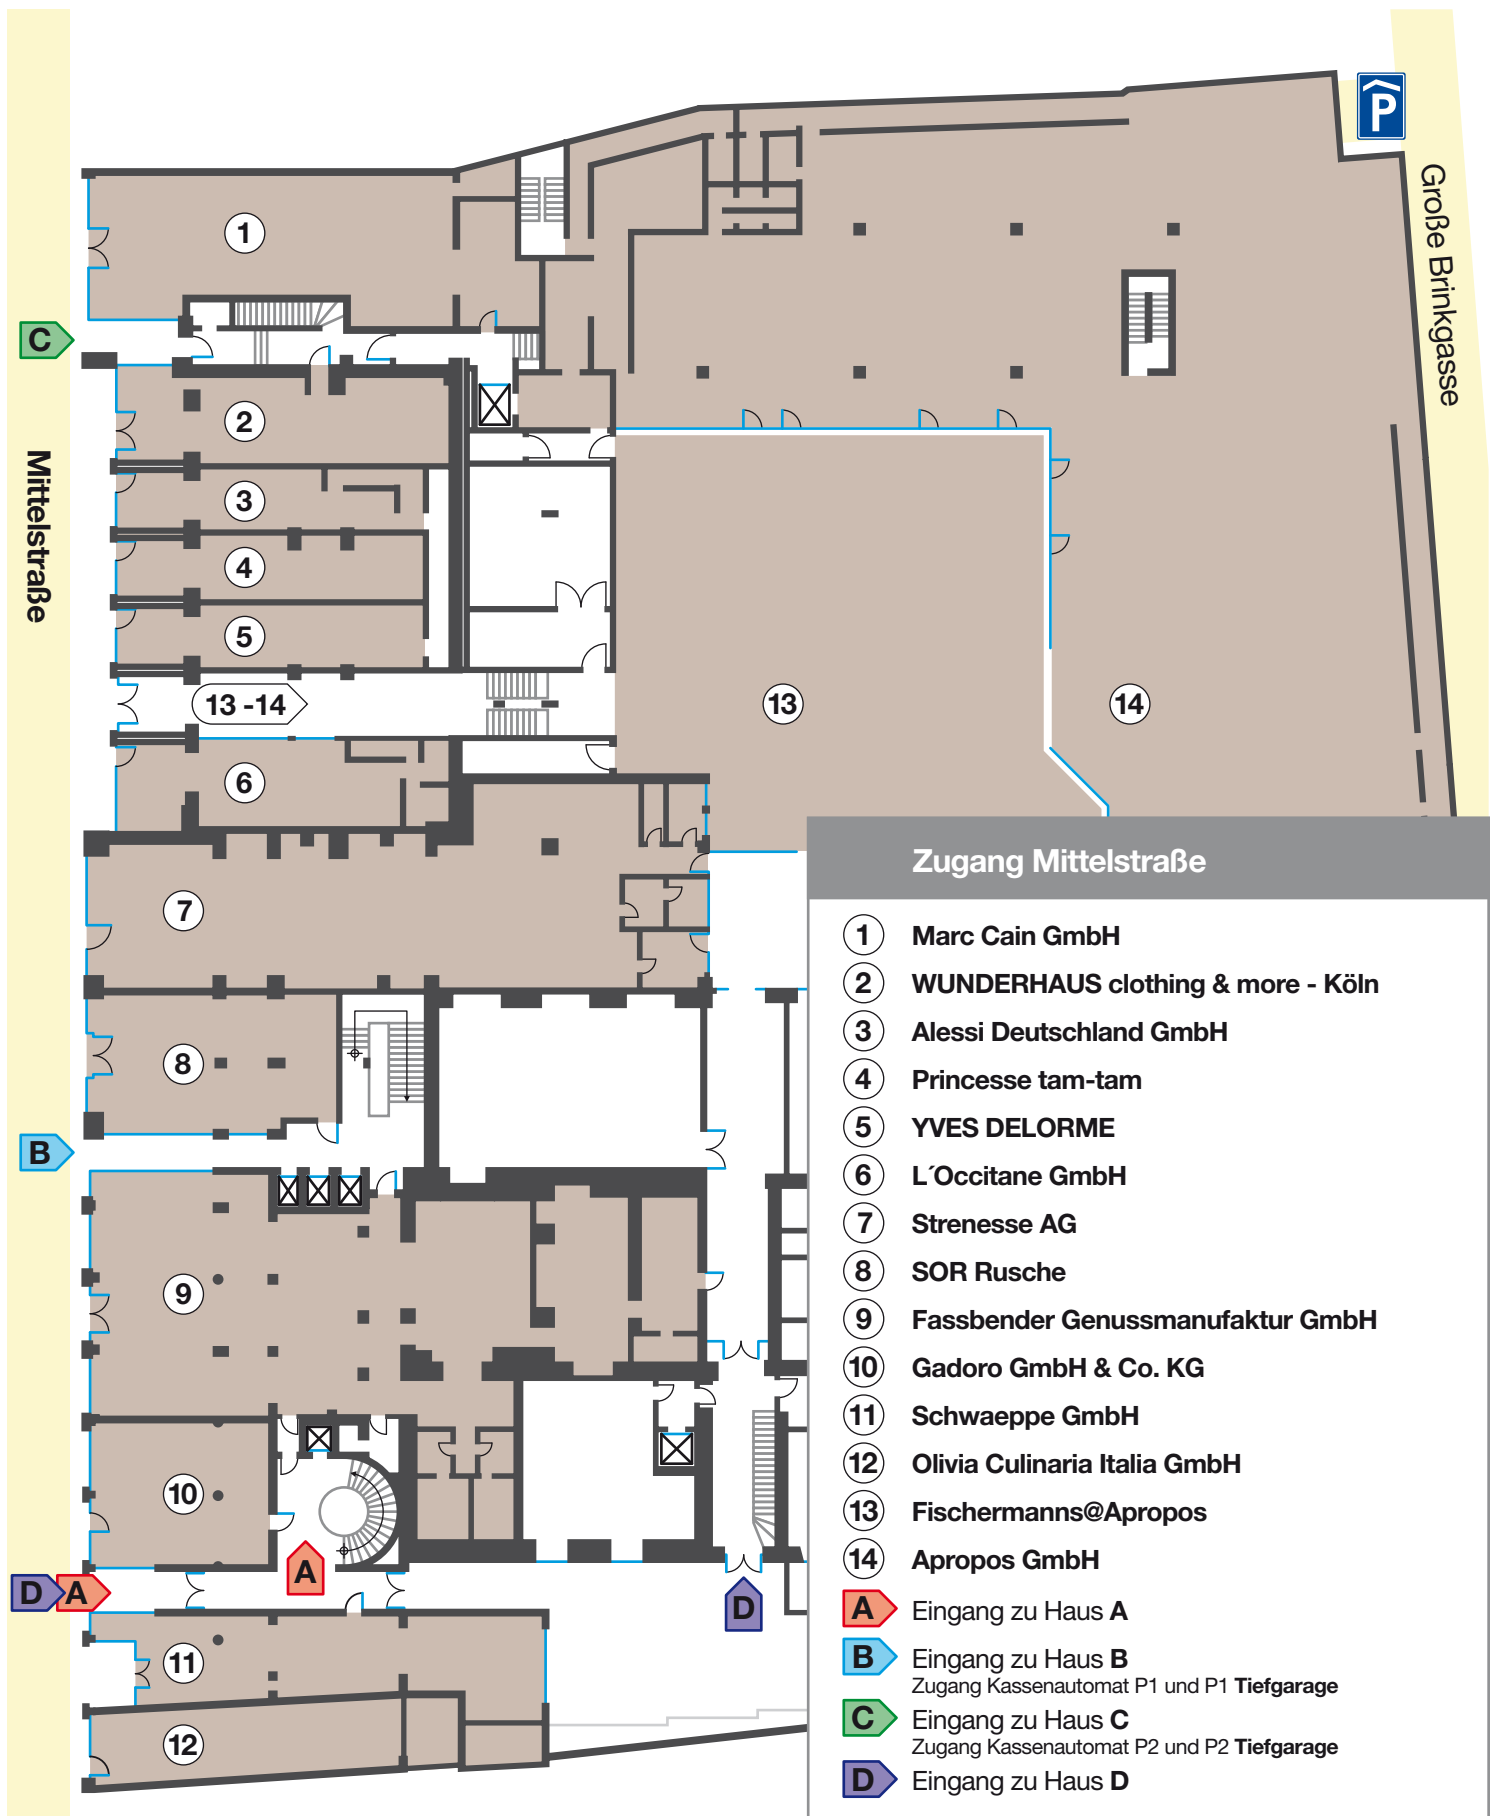 P
Große Brinkgasse
1
C
2
Mittelstraße
3
4
5
13 -14
13
14
6
7
8
B
9
10
A
D
A
D
11
12
Zugang Mittelstraße
1 Marc Cain GmbH
2 WUNDERHAUS clothing & more - Köln
3 Alessi Deutschland GmbH
4 Princesse tam-tam
5 YVES DELORME
6 L´Occitane GmbH
7 Strenesse AG
8 SOR Rusche
9 Fassbender Genussmanufaktur GmbH
10 Gadoro GmbH & Co. KG
11 Schwaeppe GmbH
12 Olivia Culinaria Italia GmbH
13 Fischermanns@Apropos
14 Apropos GmbH
A Eingang zu Haus A
B Eingang zu Haus B
Zugang Kassenautomat P1 und P1 Tiefgarage
C Eingang zu Haus C
Zugang Kassenautomat P2 und P2 Tiefgarage
D Eingang zu Haus D